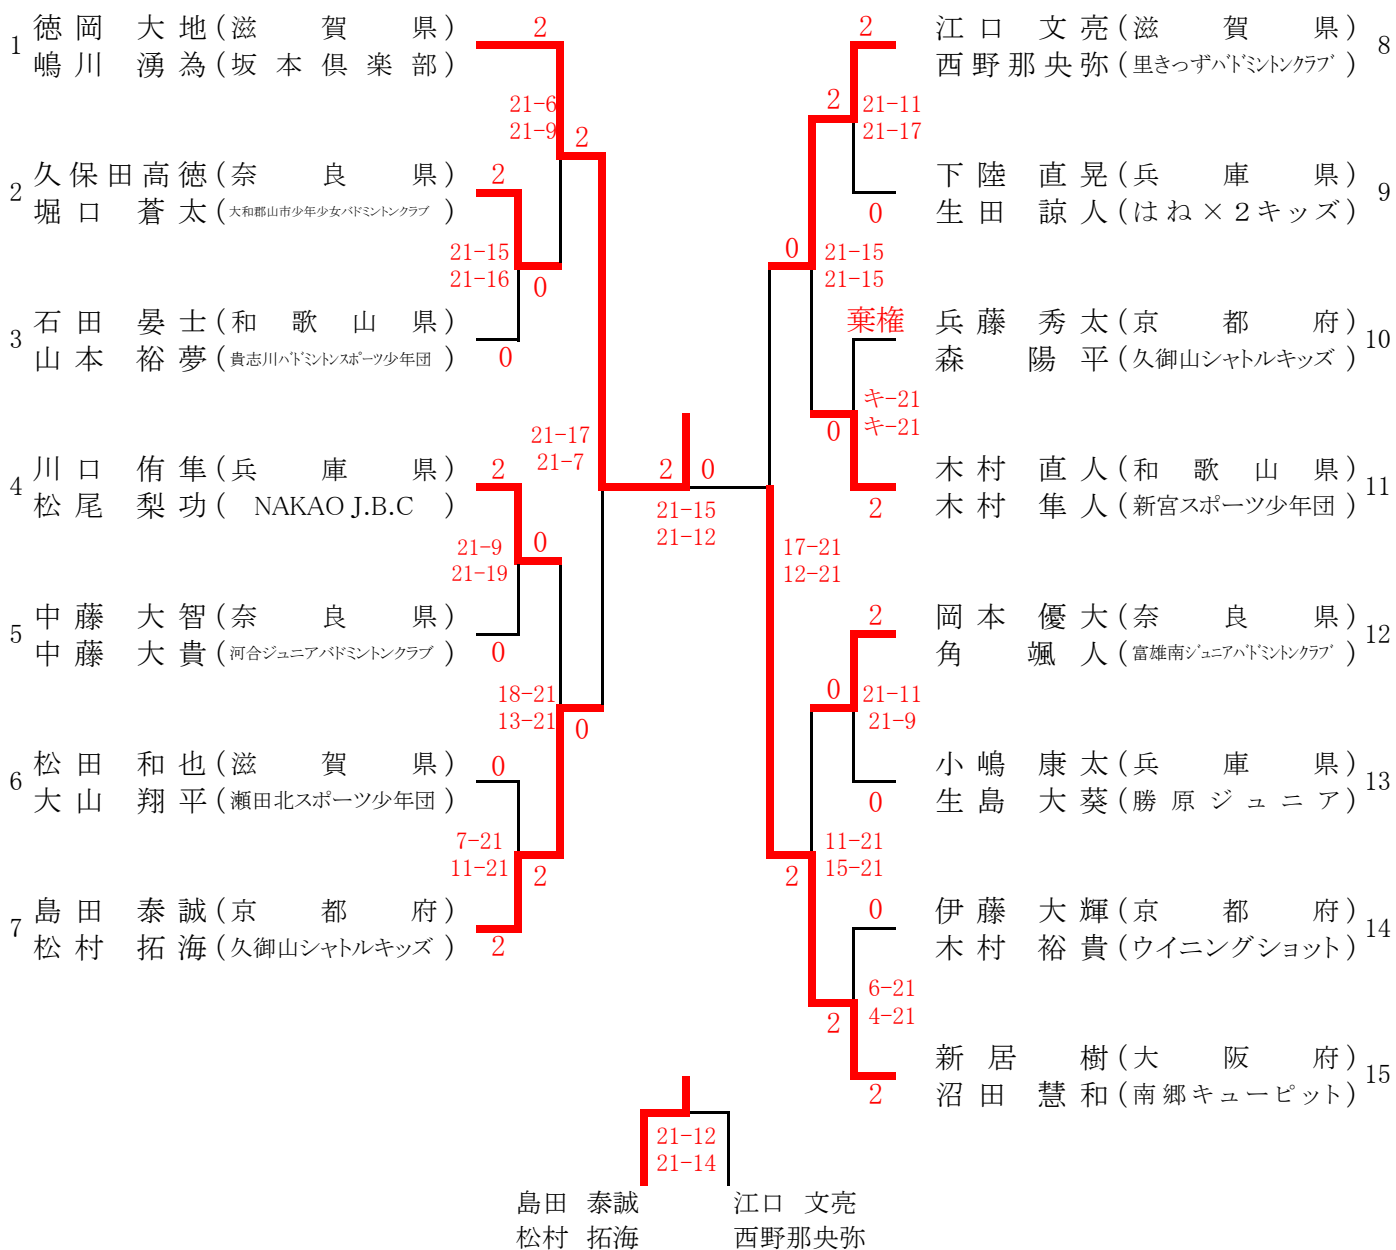 1 徳岡 大地(滋賀県) 2
嶋川 湧為(坂本倶楽部)
21-6
21-9 2
2 久保田高徳(奈良県) 2
堀口 蒼太(大和郡山市少年少女バドミントンクラブ)
21-15
21-16 0
3 石田 晏士(和歌山県)
山本 裕夢(貴志川バドミントンスポーツ少年団) 0
21-17
21-7
4 川口 侑隼(兵庫県) 2
松尾 梨功( NAKAO J.B.C )
21-9 0
21-19
5 中藤 大智(奈良県)
中藤 大貴(河合ジュニアバドミントンクラブ) 0
18-21
13-21 0
6 松田 和也(滋賀県) 0
大山 翔平(瀬田北スポーツ少年団)
7-21
11-21 2
7 島田 泰誠(京都府)
松村 拓海(久御山シャトルキッズ) 2
2 0
21-15
21-12
2 江口 文亮(滋賀県) 8
西野那央弥(里きっずバドミントンクラブ)
2 21-11
21-17
下陸 直晃(兵庫県) 9
0 生田 諒人(はね×2キッズ)
0 21-15
21-15
棄権 兵藤 秀太(京都府) 10
森 陽平(久御山シャトルキッズ)
キ-21
0 キ-21
木村 直人(和歌山県) 11
2 木村 隼人(新宮スポーツ少年団)
17-21
12-21
2 岡本 優大(奈良県) 12
角 颯人(富雄南ジュニアバドミントンクラブ)
0 21-11
21-9
小嶋 康太(兵庫県) 13
0 生島 大葵(勝原ジュニア)
11-21
2 15-21
0 伊藤 大輝(京都府) 14
木村 裕貴(ウイニングショット)
6-21
2 4-21
新居 樹(大阪府) 15
2 沼田 慧和(南郷キューピット)
21-12
21-14
島田 泰誠 江口 文亮
松村 拓海 西野那央弥